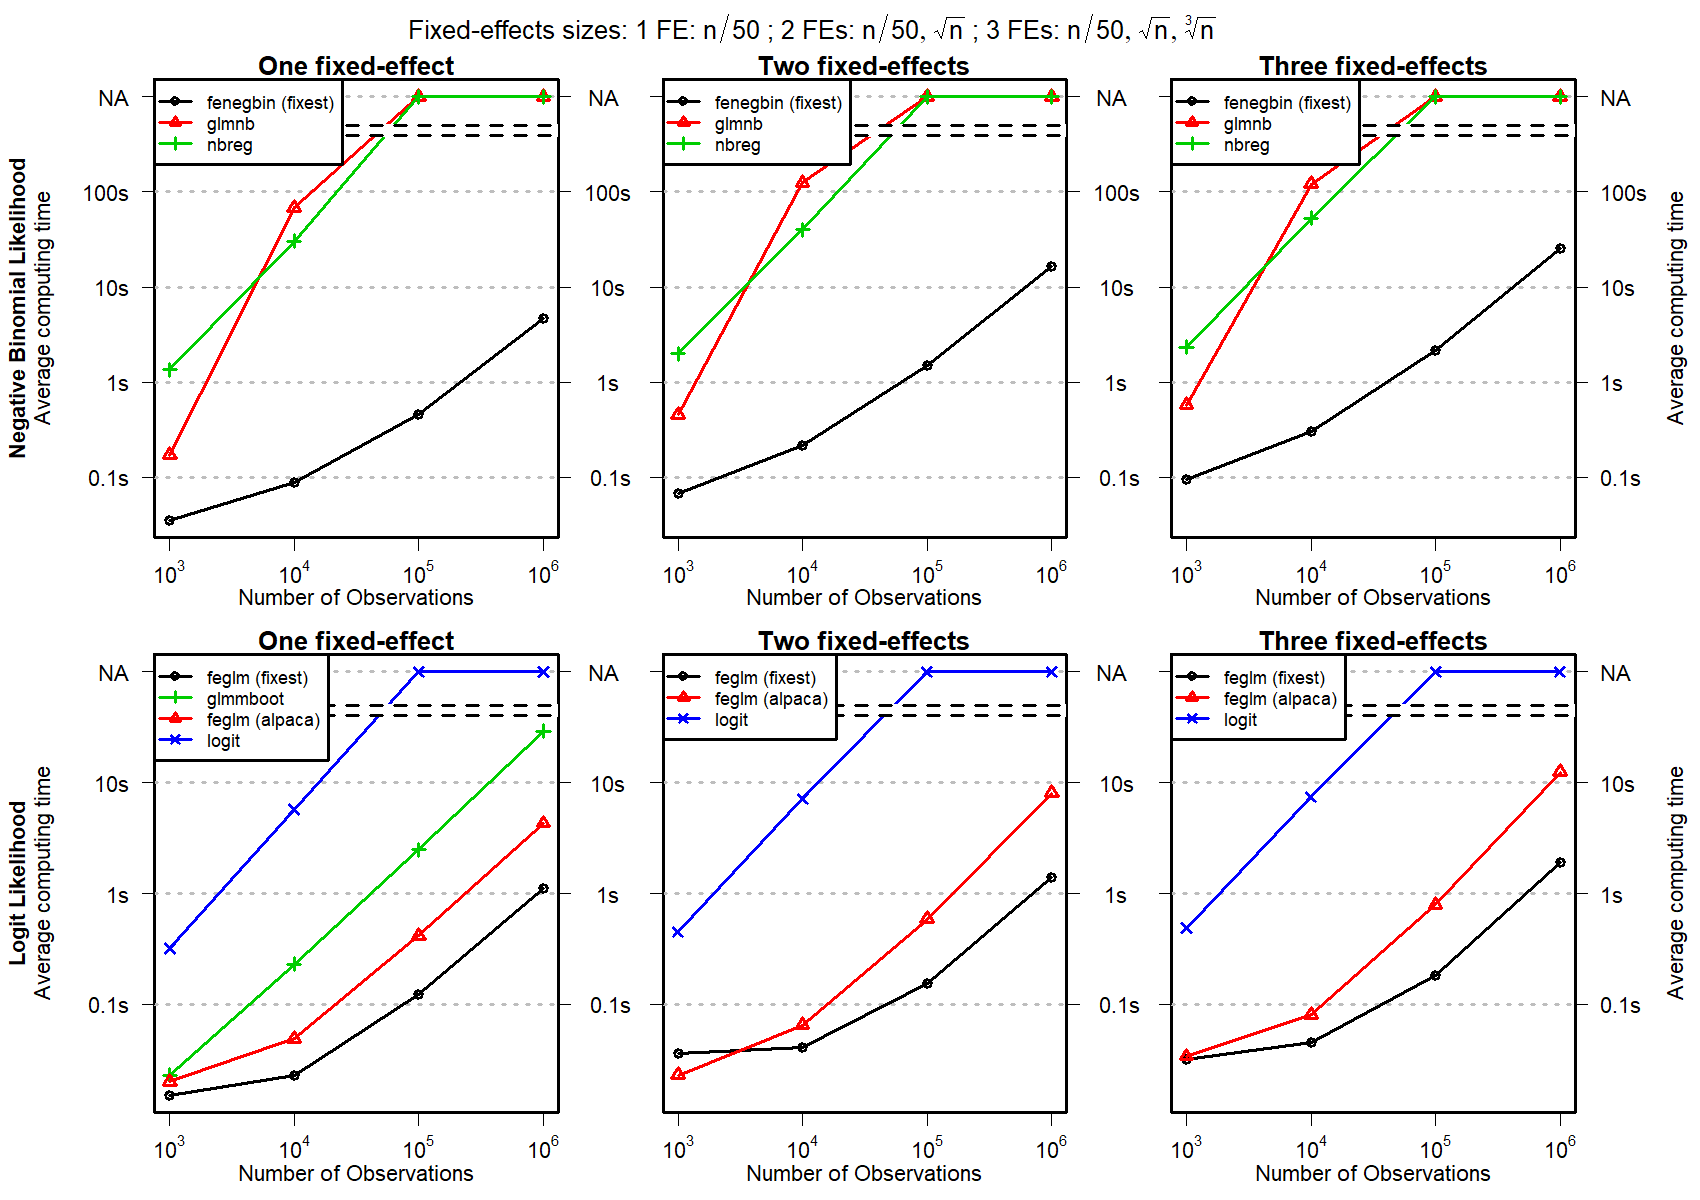 Fixed-effects sizes: 1 FE: n/50 ; 2 FEs: n/50, √n ; 3 FEs: n/50, √n, ∛n
One fixed-effect
Two fixed-effects
Three fixed-effects
Negative Binomial Likelihood
Average computing time
NA
100s
10s
1s
0.1s
fenegbin (fixest)
glmnb
nbreg
10³ 10⁴ 10⁵ 10⁶
Number of Observations
NA
100s
10s
1s
0.1s
fenegbin (fixest)
glmnb
nbreg
10³ 10⁴ 10⁵ 10⁶
Number of Observations
NA
100s
10s
1s
0.1s
fenegbin (fixest)
glmnb
nbreg
10³ 10⁴ 10⁵ 10⁶
Number of Observations
NA
100s
10s
1s
0.1s
Average computing time
One fixed-effect
Two fixed-effects
Three fixed-effects
Logit Likelihood
Average computing time
NA
10s
1s
0.1s
feglm (fixest)
glmmboot
feglm (alpaca)
logit
10³ 10⁴ 10⁵ 10⁶
Number of Observations
NA
10s
1s
0.1s
feglm (fixest)
feglm (alpaca)
logit
10³ 10⁴ 10⁵ 10⁶
Number of Observations
NA
10s
1s
0.1s
feglm (fixest)
feglm (alpaca)
logit
10³ 10⁴ 10⁵ 10⁶
Number of Observations
NA
10s
1s
0.1s
Average computing time